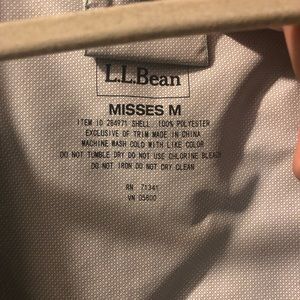 L.L.Bean
MISSES M
ITEM ID 284971 SHELL 100% POLYESTER
EXCLUSIVE OF TRIM MADE IN CHINA
MACHINE WASH COLD WITH LIKE COLOR
DO NOT TUMBLE DRY DO NOT USE CHLORINE BLEACH
DO NOT IRON DO NOT DRY CLEAN
RN 71341
VN 05800